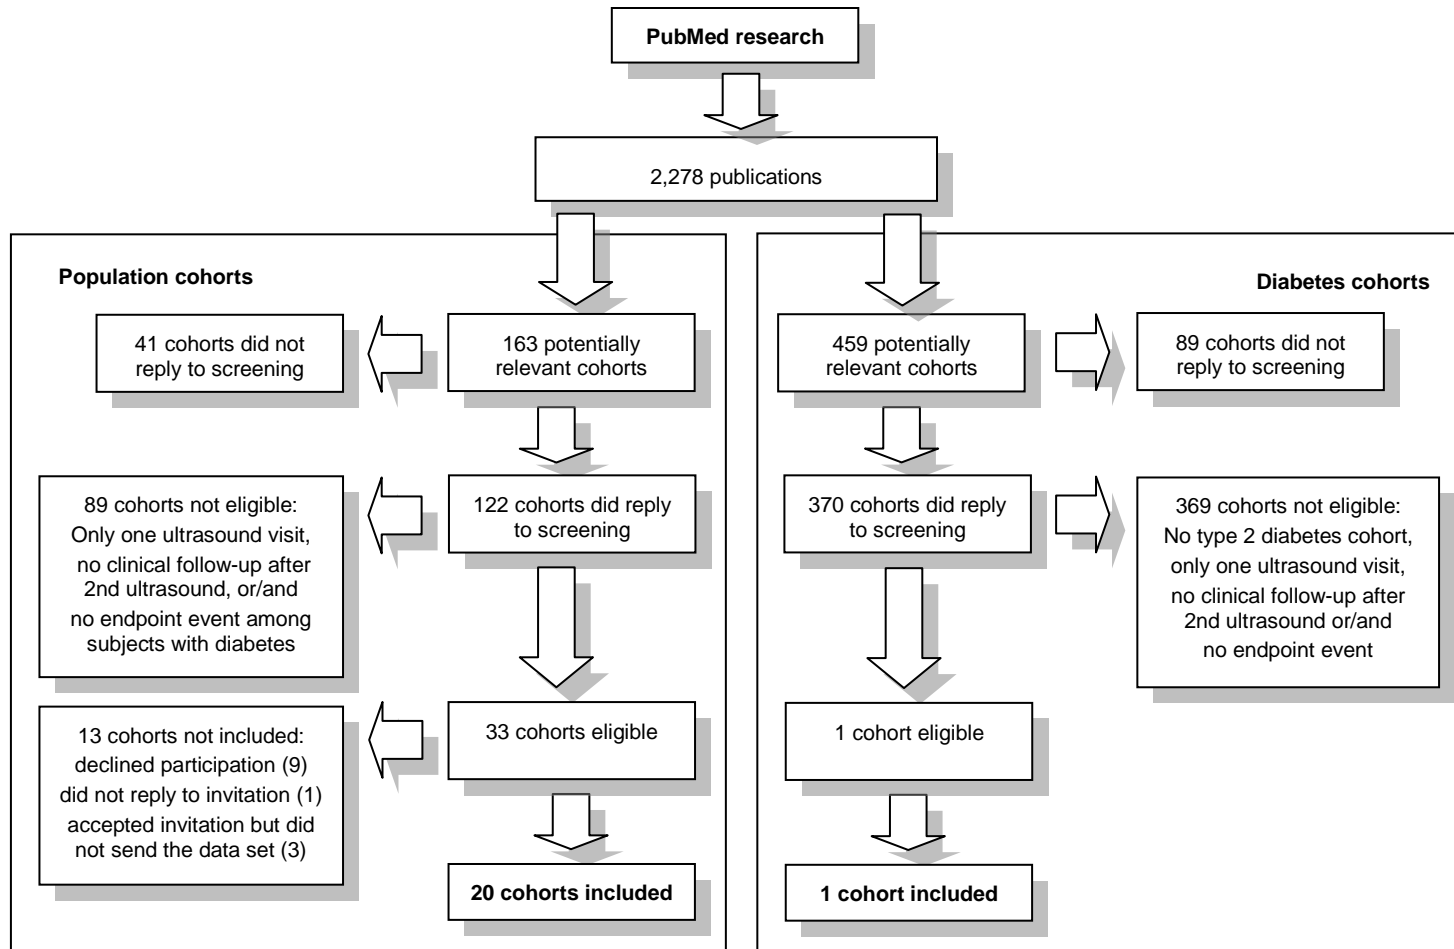 PubMed research
2,278 publications
Population cohorts
41 cohorts did not
reply to screening
163 potentially
relevant cohorts
89 cohorts not eligible:
Only one ultrasound visit,
no clinical follow-up after
2nd ultrasound, or/and
no endpoint event among
subjects with diabetes
122 cohorts did reply
to screening
13 cohorts not included:
declined participation (9)
did not reply to invitation (1)
accepted invitation but did
not send the data set (3)
33 cohorts eligible
20 cohorts included
Diabetes cohorts
459 potentially
relevant cohorts
89 cohorts did not
reply to screening
370 cohorts did reply
to screening
369 cohorts not eligible:
No type 2 diabetes cohort,
only one ultrasound visit,
no clinical follow-up after
2nd ultrasound or/and
no endpoint event
1 cohort eligible
1 cohort included